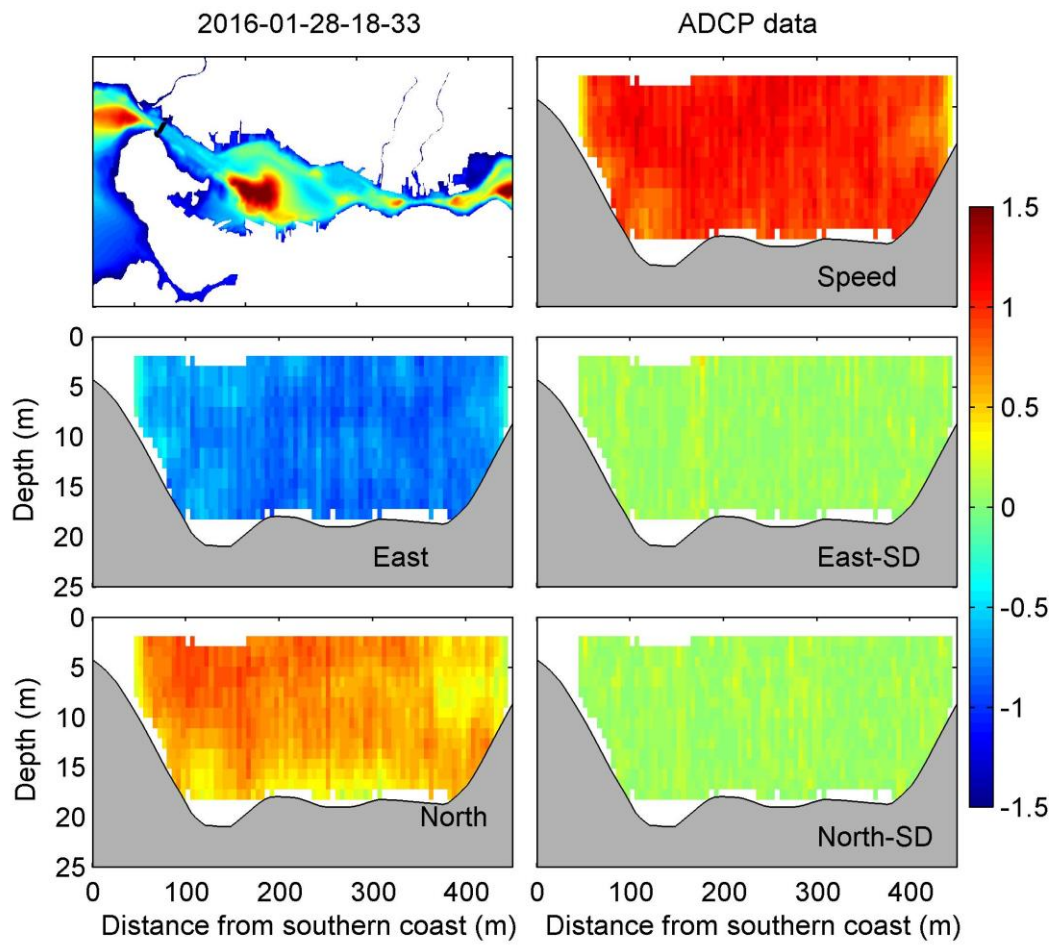 2016-01-28-18-33
ADCP data
Speed
0
5
10
15
20
25
Depth (m)
East
East-SD
0
5
10
15
20
25
Depth (m)
North
North-SD
0 100 200 300 400
0 100 200 300 400
Distance from southern coast (m)
Distance from southern coast (m)
1.5
1
0.5
0
-0.5
-1
-1.5